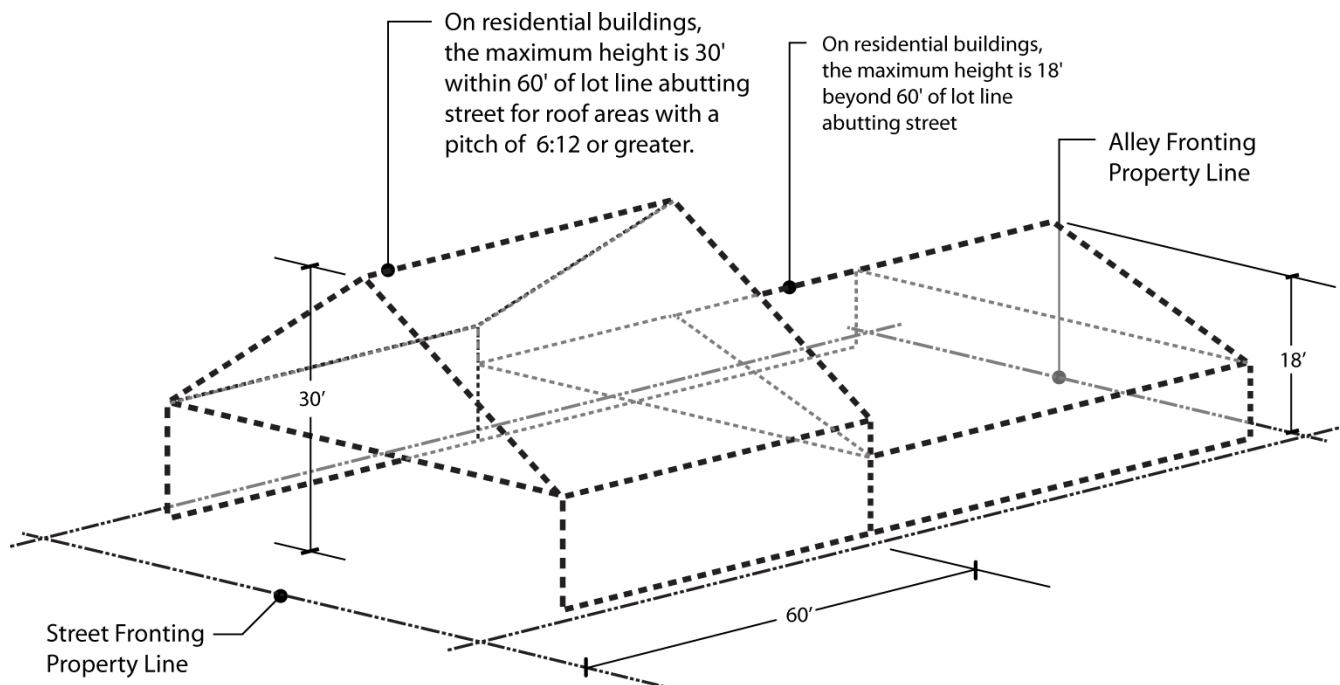 On residential buildings,
the maximum height is 30'
within 60' of lot line abutting
street for roof areas with a
pitch of 6:12 or greater.
On residential buildings,
the maximum height is 18'
beyond 60' of lot line
abutting street
Alley Fronting
Property Line
30’
18’
60’
Street Fronting
Property Line